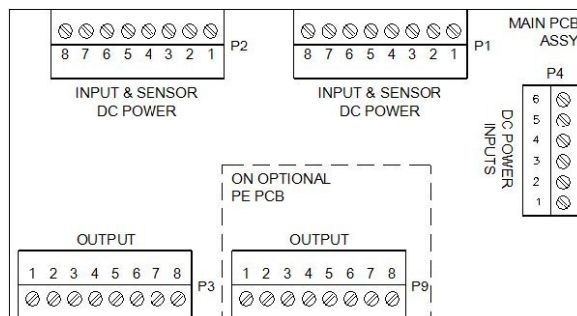 8 7 6 5 4 3 2 1 P2
INPUT & SENSOR
DC POWER
8 7 6 5 4 3 2 1 P1
INPUT & SENSOR
DC POWER
MAIN PCB
ASSY
P4
6
5
4
3
2
1
DC POWER
INPUTS
ON OPTIONAL
PE PCB
OUTPUT
1 2 3 4 5 6 7 8 P3
OUTPUT
1 2 3 4 5 6 7 8 P9